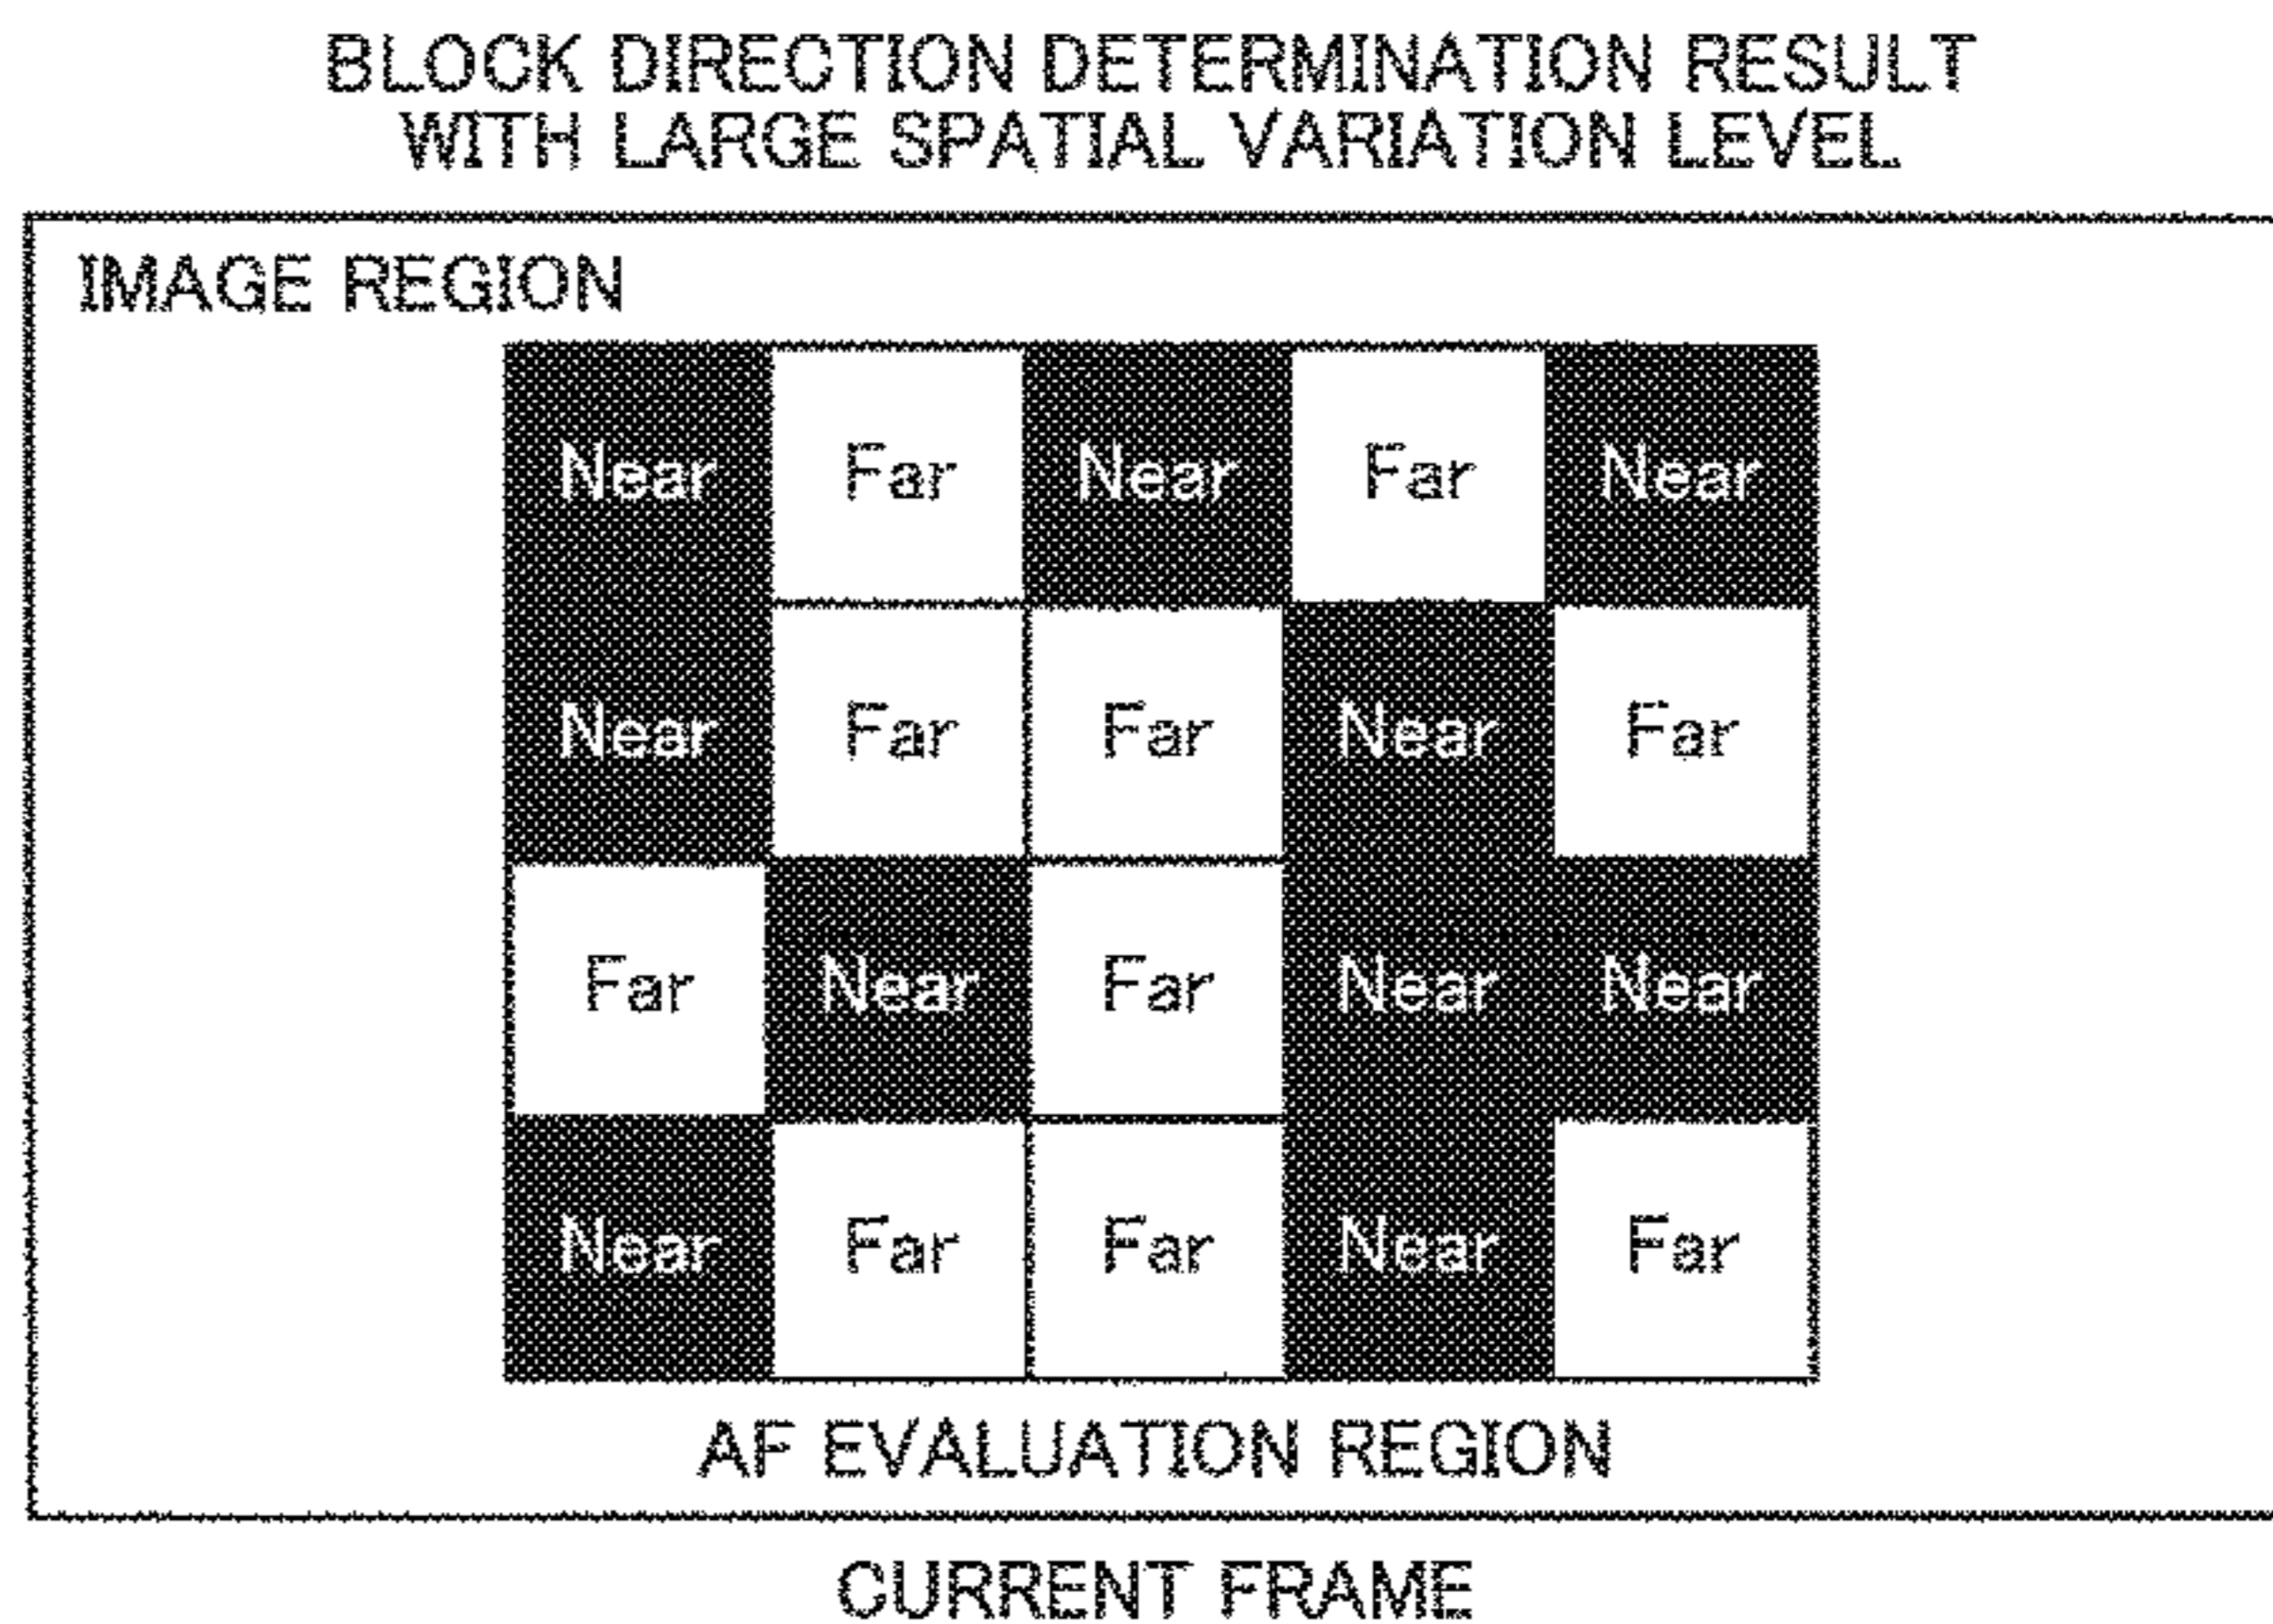 BLOCK DIRECTION DETERMINATION RESULT
WITH LARGE SPATIAL VARIATION LEVEL
IMAGE REGION
Near Far Near Far Near
Near Far Far Near Far
Far Near Far Near Near
Near Far Far Near Far
AF EVALUATION REGION
CURRENT FRAME